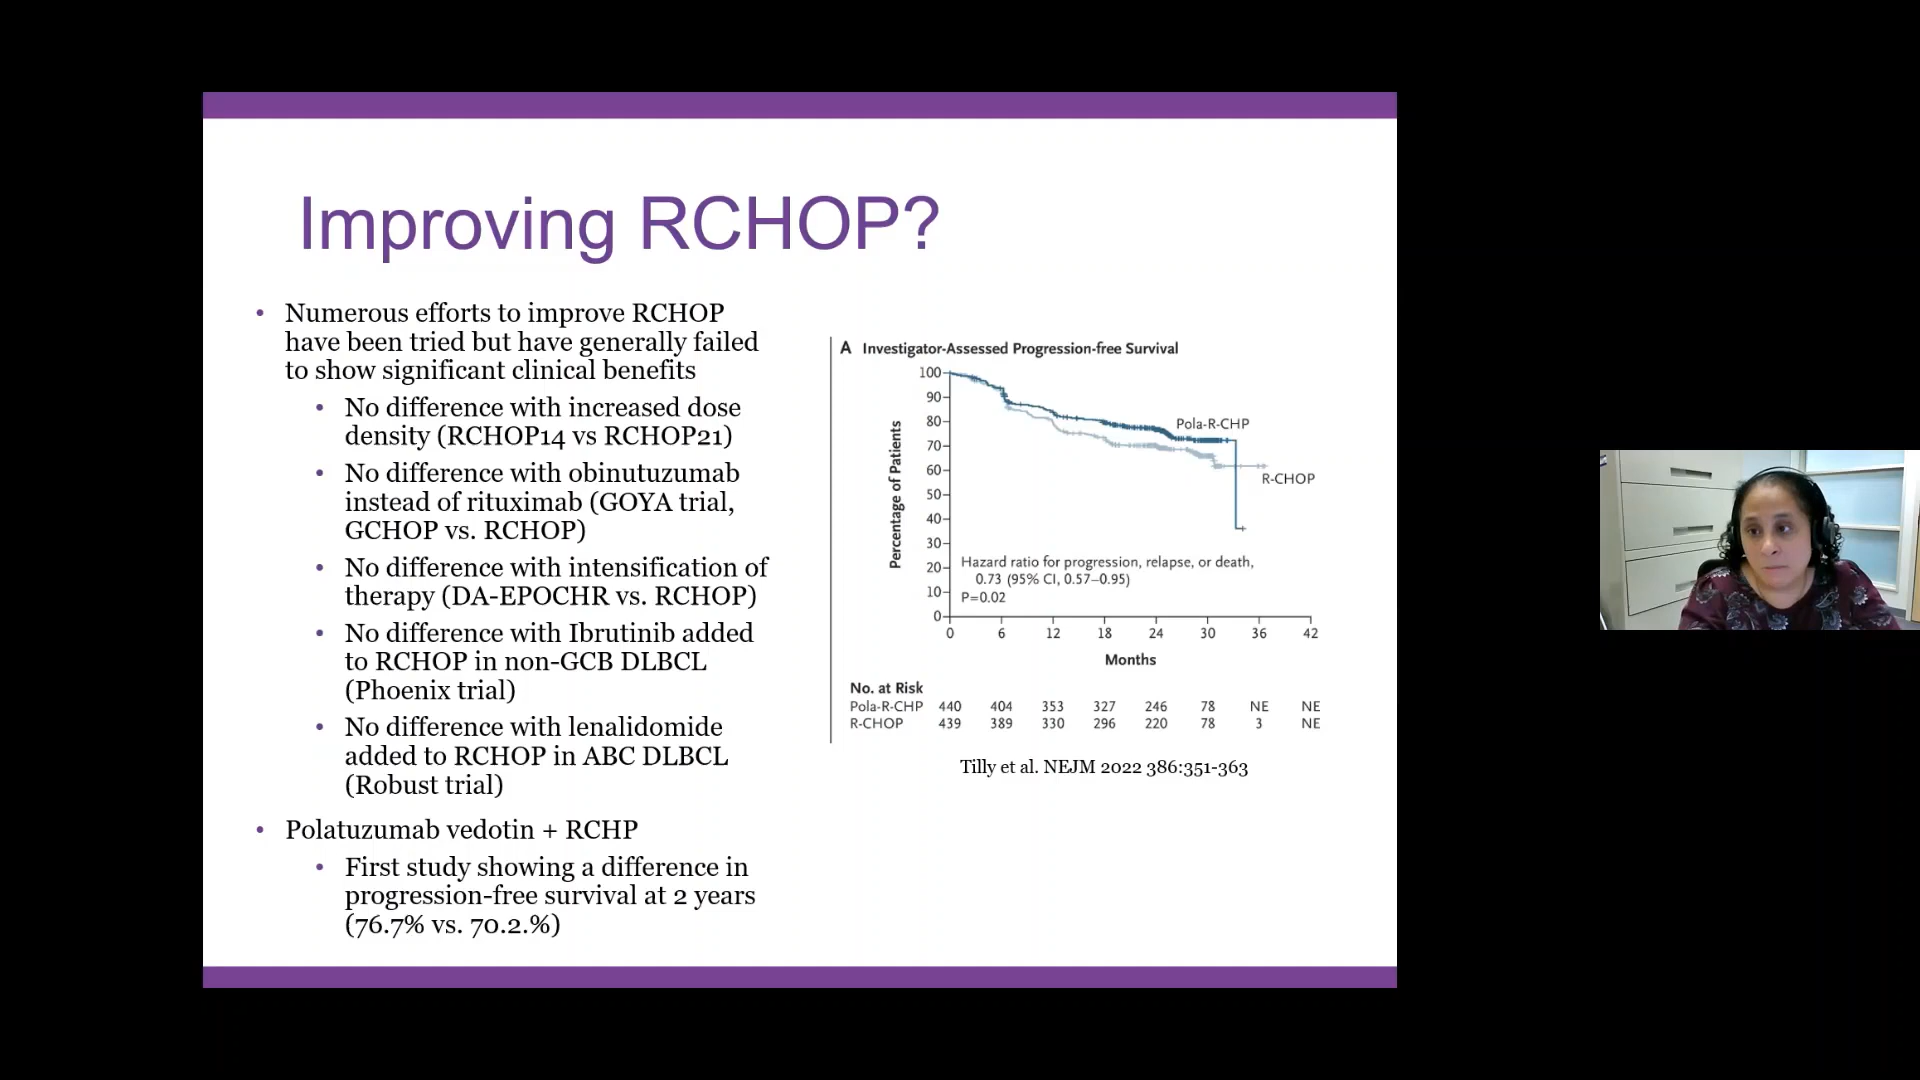 Improving RCHOP?
• Numerous efforts to improve RCHOP
have been tried but have generally failed
to show significant clinical benefits
• No difference with increased dose
density (RCHOP14 vs RCHOP21)
• No difference with obinutuzumab
instead of rituximab (GOYA trial,
GCHOP vs. RCHOP)
• No difference with intensification of
therapy (DA-EPOCHR vs. RCHOP)
• No difference with Ibrutinib added
to RCHOP in non-GCB DLBCL
(Phoenix trial)
• No difference with lenalidomide
added to RCHOP in ABC DLBCL
(Robust trial)
• Polatuzumab vedotin + RCHP
• First study showing a difference in
progression-free survival at 2 years
(76.7% vs. 70.2.%)
A Investigator-Assessed Progression-free Survival
Percentage of Patients
100
90
80
70
60
50
40
30
20
10
0
Pola-R-CHP
R-CHOP
Hazard ratio for progression, relapse, or death,
0.73 (95% CI, 0.57–0.95)
P=0.02
0 6 12 18 24 30 36 42
Months
No. at Risk
Pola-R-CHP 440 404 353 327 246 78 NE NE
R-CHOP 439 389 330 296 220 78 3 NE
Tilly et al. NEJM 2022 386:351-363